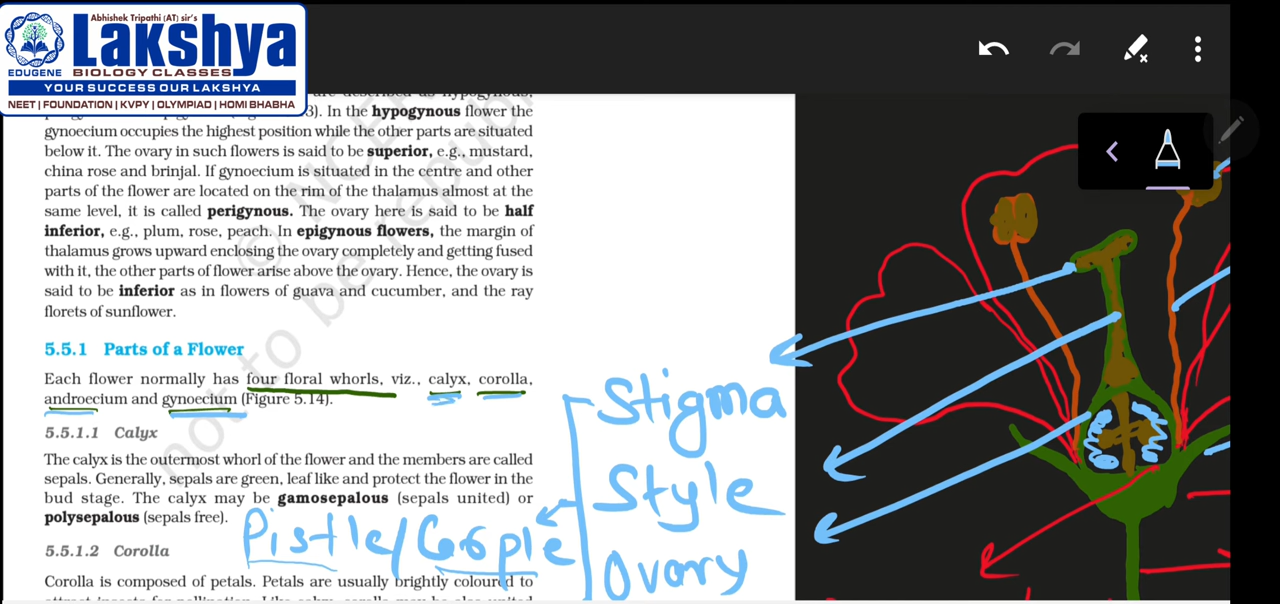 Abhishek Tripathi (AT) sir's
Lakshya
EDUGENE
BIOLOGY CLASSES
YOUR SUCCESS OUR LAKSHYA
NEET | FOUNDATION | KVPY | OLYMPIAD | HOMI BHABHA
are described as hypogynous,
3). In the hypogynous flower the
gynoecium occupies the highest position while the other parts are situated
below it. The ovary in such flowers is said to be superior, e.g., mustard,
china rose and brinjal. If gynoecium is situated in the centre and other
parts of the flower are located on the rim of the thalamus almost at the
same level, it is called perigynous. The ovary here is said to be half
inferior, e.g., plum, rose, peach. In epigynous flowers, the margin of
thalamus grows upward enclosing the ovary completely and getting fused
with it, the other parts of flower arise above the ovary. Hence, the ovary is
said to be inferior as in flowers of guava and cucumber, and the ray
florets of sunflower.
5.5.1 Parts of a Flower
Each flower normally has four floral whorls, viz., calyx, corolla,
androecium and gynoecium (Figure 5.14).
5.5.1.1 Calyx
The calyx is the outermost whorl of the flower and the members are called
sepals. Generally, sepals are green, leaf like and protect the flower in the
bud stage. The calyx may be gamosepalous (sepals united) or
polysepalous (sepals free).
5.5.1.2 Corolla
Corolla is composed of petals. Petals are usually brightly coloured to
Stigma
Style
Ovary
Pistle/
not to be republ
© NCE